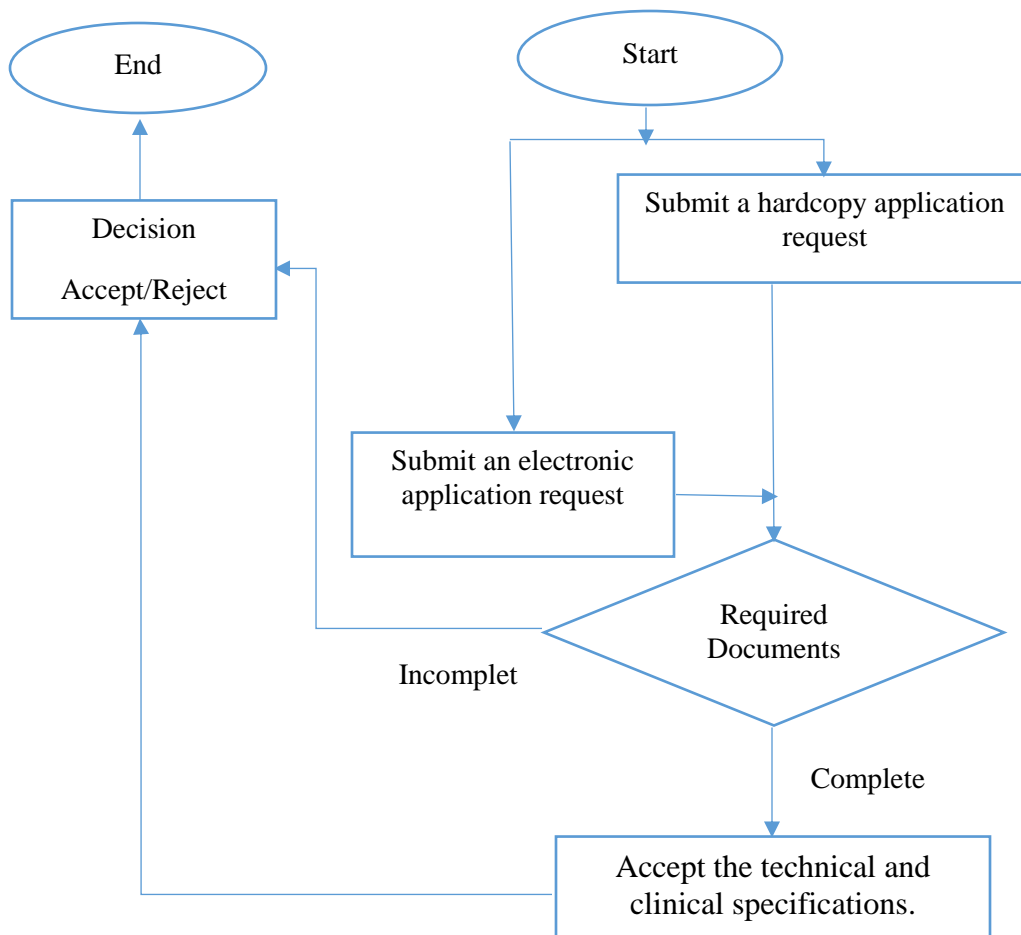 End
Start
Submit a hardcopy application
request
Decision
Accept/Reject
Submit an electronic
application request
Required
Documents
Incomplet
Complete
Accept the technical and
clinical specifications.